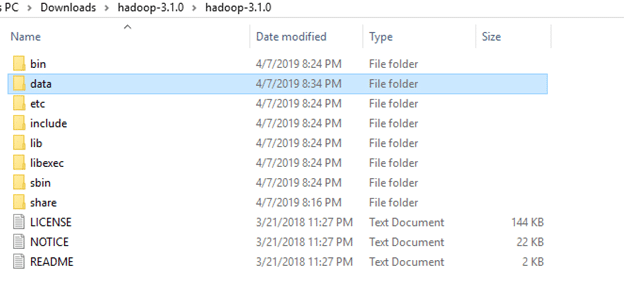 s PC > Downloads > hadoop-3.1.0 > hadoop-3.1.0
Name Date modified Type Size
bin 4/7/2019 8:24 PM File folder
data 4/7/2019 8:34 PM File folder
etc 4/7/2019 8:24 PM File folder
include 4/7/2019 8:24 PM File folder
lib 4/7/2019 8:24 PM File folder
libexec 4/7/2019 8:24 PM File folder
sbin 4/7/2019 8:24 PM File folder
share 4/7/2019 8:16 PM File folder
LICENSE 3/21/2018 11:27 PM Text Document 144 KB
NOTICE 3/21/2018 11:27 PM Text Document 22 KB
README 3/21/2018 11:27 PM Text Document 2 KB